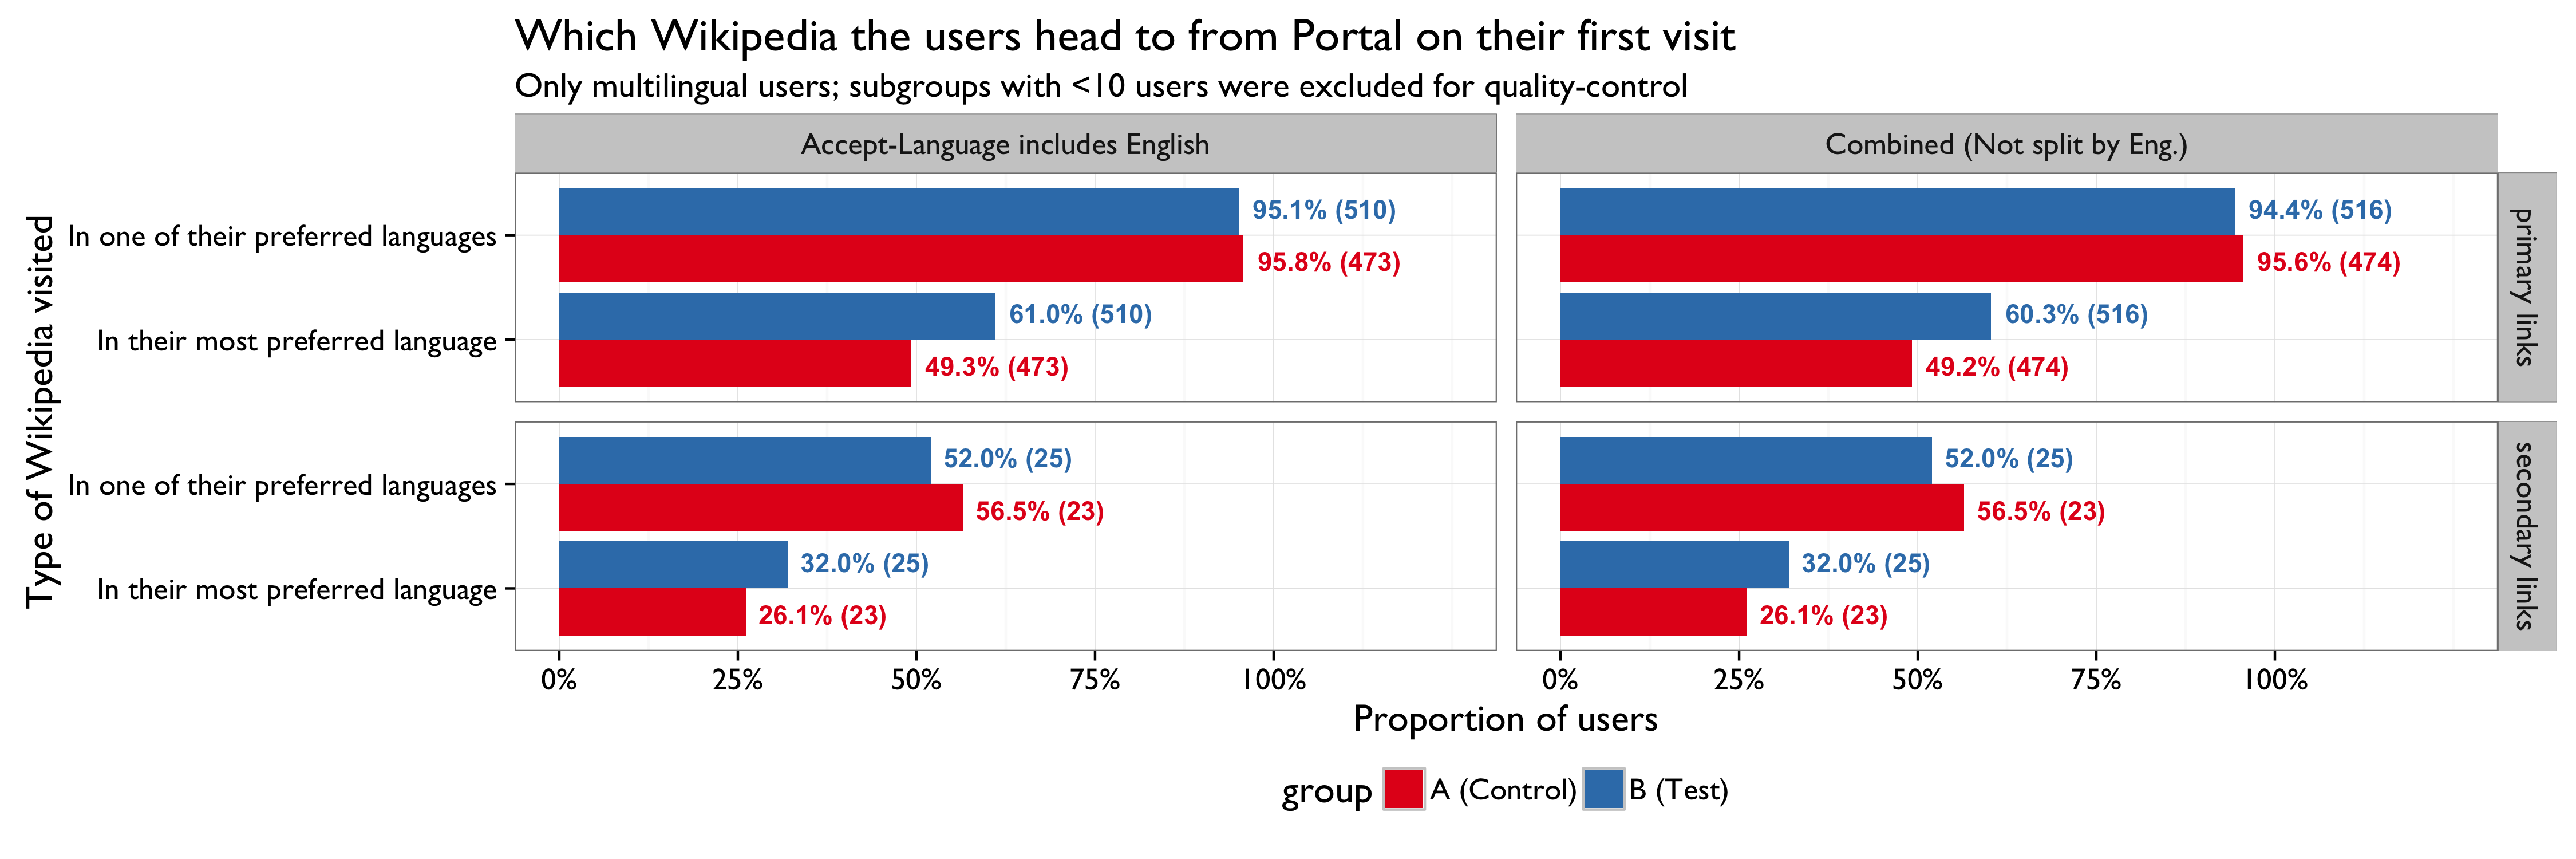 Which Wikipedia the users head to from Portal on their first visit
Only multilingual users; subgroups with <10 users were excluded for quality-control
Accept-Language includes English
Combined (Not split by Eng.)
Type of Wikipedia visited
In one of their preferred languages
95.1% (510)
95.8% (473)
94.4% (516)
95.6% (474)
In their most preferred language
61.0% (510)
49.3% (473)
60.3% (516)
49.2% (474)
primary links
In one of their preferred languages
52.0% (25)
56.5% (23)
52.0% (25)
56.5% (23)
In their most preferred language
32.0% (25)
26.1% (23)
32.0% (25)
26.1% (23)
secondary links
0% 25% 50% 75% 100%
0% 25% 50% 75% 100%
Proportion of users
group A (Control) B (Test)